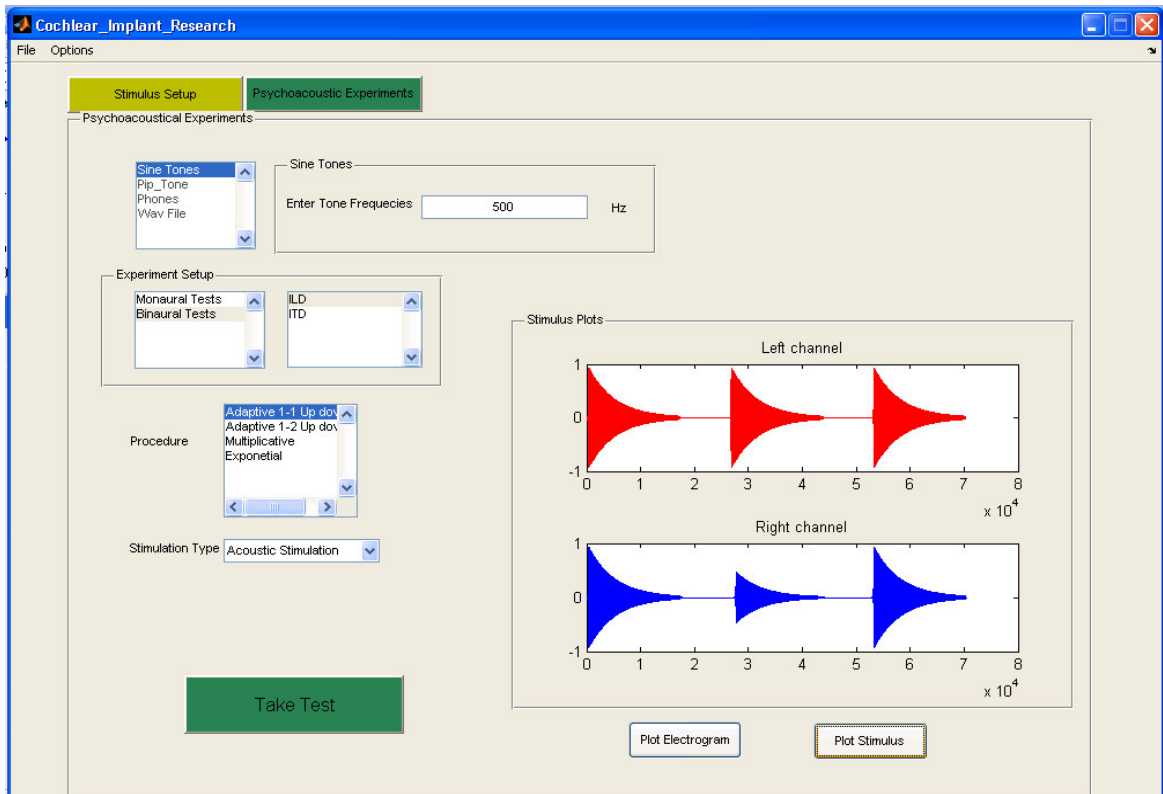 Cochlear_Implant_Research
File Options
Stimulus Setup
Psychoacoustic Experiments
Psychoacoustical Experiments
Sine Tones
Pip_Tone
Phones
Wav File
Sine Tones
Enter Tone Frequecies 500 Hz
Experiment Setup
Monaural Tests
Binaural Tests
ILD
ITD
Procedure
Adaptive 1-1 Up dov
Adaptive 1-2 Up dov
Multiplicative
Exponetial
Stimulation Type Acoustic Stimulation
Take Test
Stimulus Plots
Left channel
1
0
-1
0 1 2 3 4 5 6 7 8
x 10^4
Right channel
1
0
-1
0 1 2 3 4 5 6 7 8
x 10^4
Plot Electrogram
Plot Stimulus